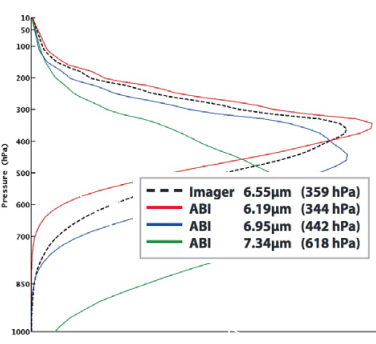 10
50
100
200
300
400
500
600
700
850
1000
Pressure (hPa)
Imager 6.55µm (359 hPa)
ABI 6.19µm (344 hPa)
ABI 6.95µm (442 hPa)
ABI 7.34µm (618 hPa)